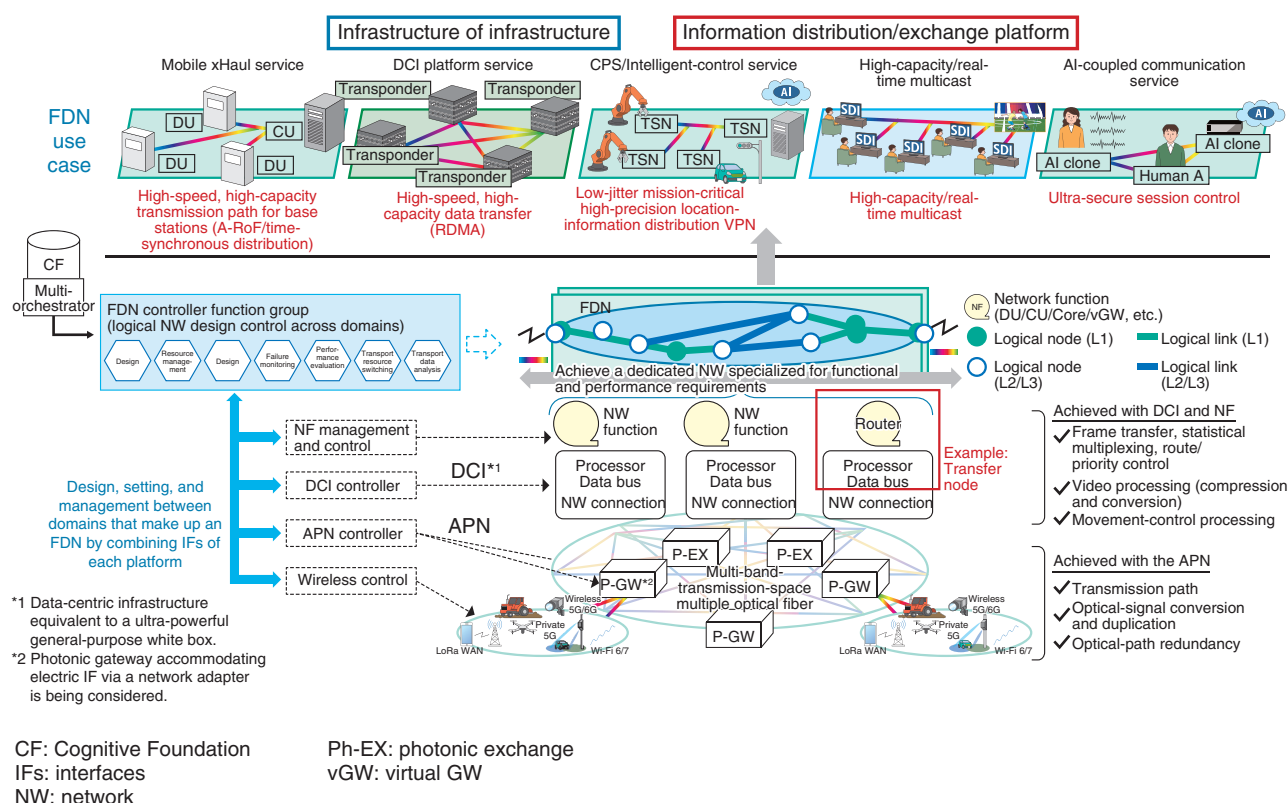 Infrastructure of infrastructure
Information distribution/exchange platform
FDN
use
case
Mobile xHaul service
DU
CU
DU
DU
High-speed, high-capacity
transmission path for base
stations (A-RoF/time-
synchronous distribution)
DCI platform service
Transponder
Transponder
Transponder
Transponder
High-speed, high-
capacity data transfer
(RDMA)
CPS/Intelligent-control service
AI
TSN
TSN
TSN
TSN
Low-jitter mission-critical
high-precision location-
information distribution VPN
High-capacity/real-
time multicast
SDI
SDI
SDI
SDI
SDI
High-capacity/real-
time multicast
AI-coupled communication
service
AI
AI clone
AI clone
Human A
Ultra-secure session control
CF
Multi-
orchestrator
FDN controller function group
(logical NW design control across domains)
Design
Resource
manage-
ment
Design
Failure
monitoring
Perfor-
mance
evaluation
Transport
resource
switching
Transport
data
analysis
FDN
Achieve a dedicated NW specialized for functional
and performance requirements
NF
Network function
(DU/CU/Core/vGW, etc.)
Logical node (L1)
Logical link (L1)
Logical node
(L2/L3)
Logical link
(L2/L3)
Design, setting, and
management between
domains that make up an
FDN by combining IFs of
each platform
NF management
and control
DCI controller
APN controller
Wireless control
DCI*1
APN
NW
function
NW
function
Router
Processor
Data bus
NW connection
Processor
Data bus
NW connection
Processor
Data bus
NW connection
Example:
Transfer
node
P-EX
P-EX
P-GW*2
P-GW
P-GW
Multi-band-
transmission-space
multiple optical fiber
Wireless
5G/6G
Private
5G
LoRa WAN
Wi-Fi 6/7
Wireless
5G/6G
Private
5G
LoRa WAN
Wi-Fi 6/7
Achieved with DCI and NF
Frame transfer, statistical
multiplexing, route/
priority control
Video processing (compression
and conversion)
Movement-control processing
Achieved with the APN
Transmission path
Optical-signal conversion
and duplication
Optical-path redundancy
*1 Data-centric infrastructure
equivalent to a ultra-powerful
general-purpose white box.
*2 Photonic gateway accommodating
electric IF via a network adapter
is being considered.
CF: Cognitive Foundation
IFs: interfaces
NW: network
Ph-EX: photonic exchange
vGW: virtual GW